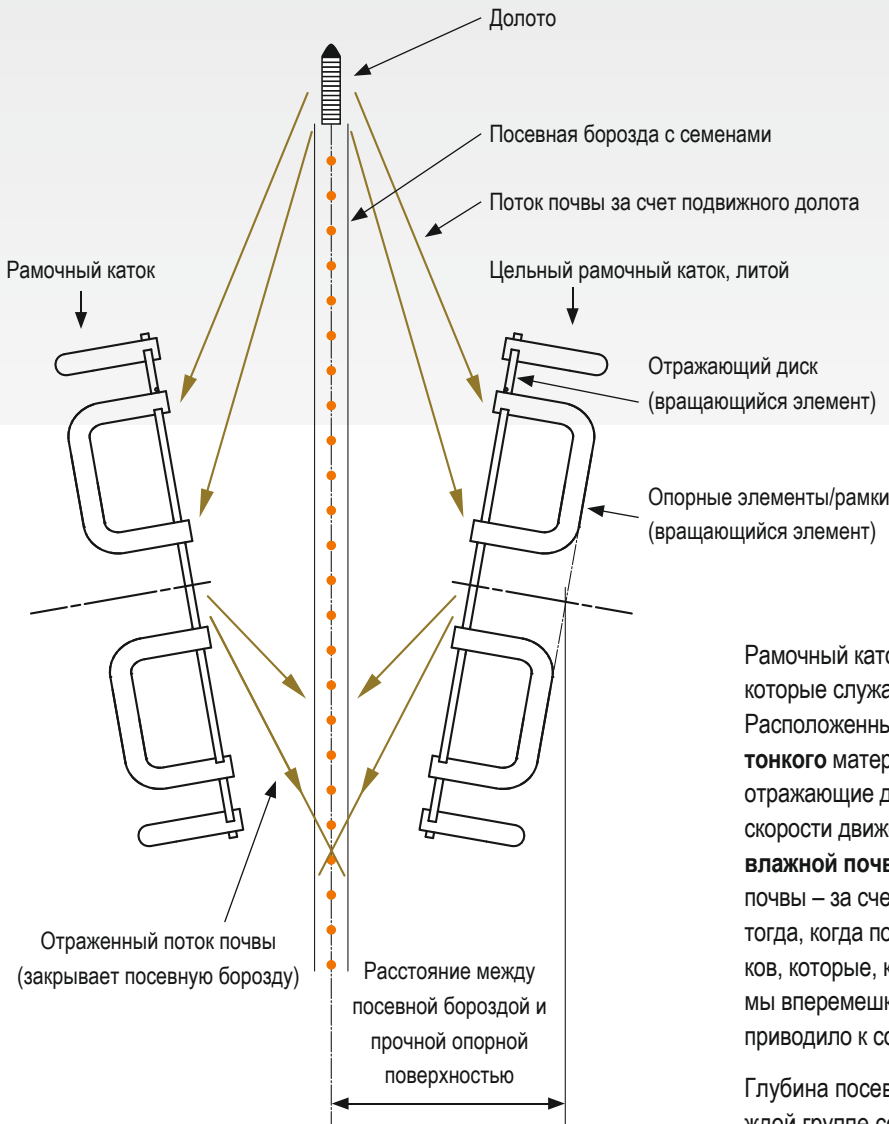 Долото
Посевная борозда с семенами
Поток почвы за счет подвижного долота
Рамочный каток
Цельный рамочный каток, литой
Отражающий диск
(вращающийся элемент)
Опорные элементы/рамки
(вращающийся элемент)
Отраженный поток почвы
(закрывает посевную борозду)
Расстояние между
посевной бороздой и
прочной опорной
поверхностью
Рамочный като
которые служа
Расположенны
тонкого матер
отражающие д
скорости движе
влажной почв
почвы – за сче
тогда, когда по
ков, которые, к
мы вперемешк
приводило к со
Глубина посев
ждой группе